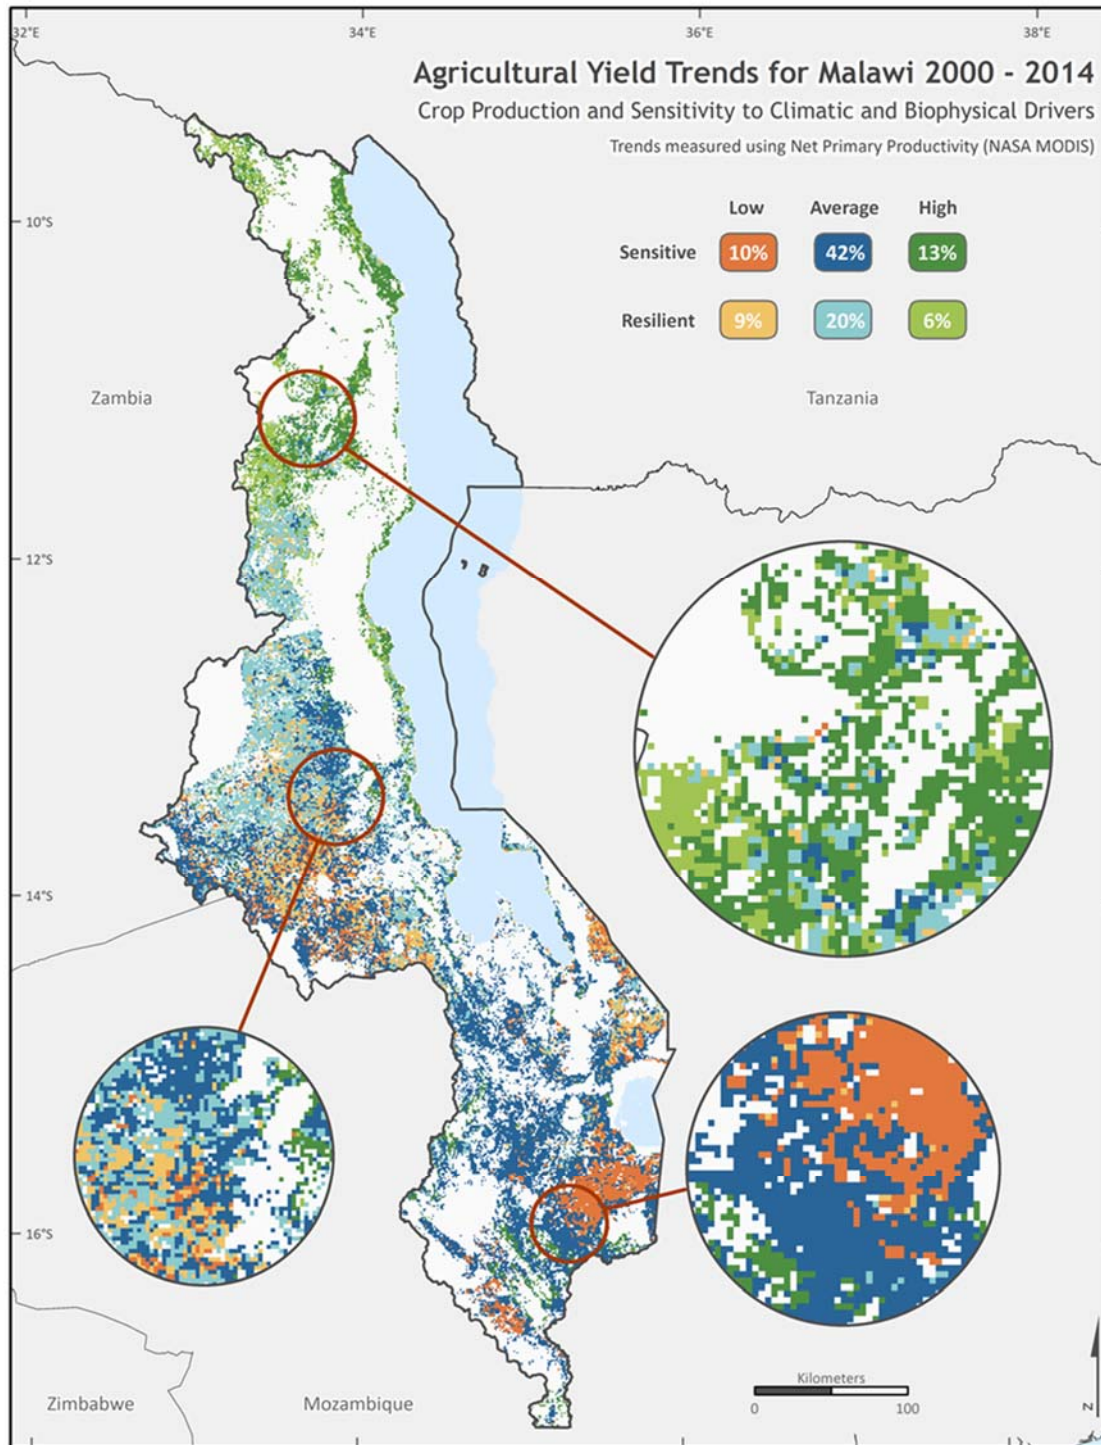 32°E 34°E 36°E 38°E
Agricultural Yield Trends for Malawi 2000 - 2014
Crop Production and Sensitivity to Climatic and Biophysical Drivers
Trends measured using Net Primary Productivity (NASA MODIS)
Low Average High
Sensitive 10% 42% 13%
Resilient 9% 20% 6%
10°S
Zambia
Tanzania
12°S
14°S
16°S
Kilometers
0 100
Zimbabwe
Mozambique
N